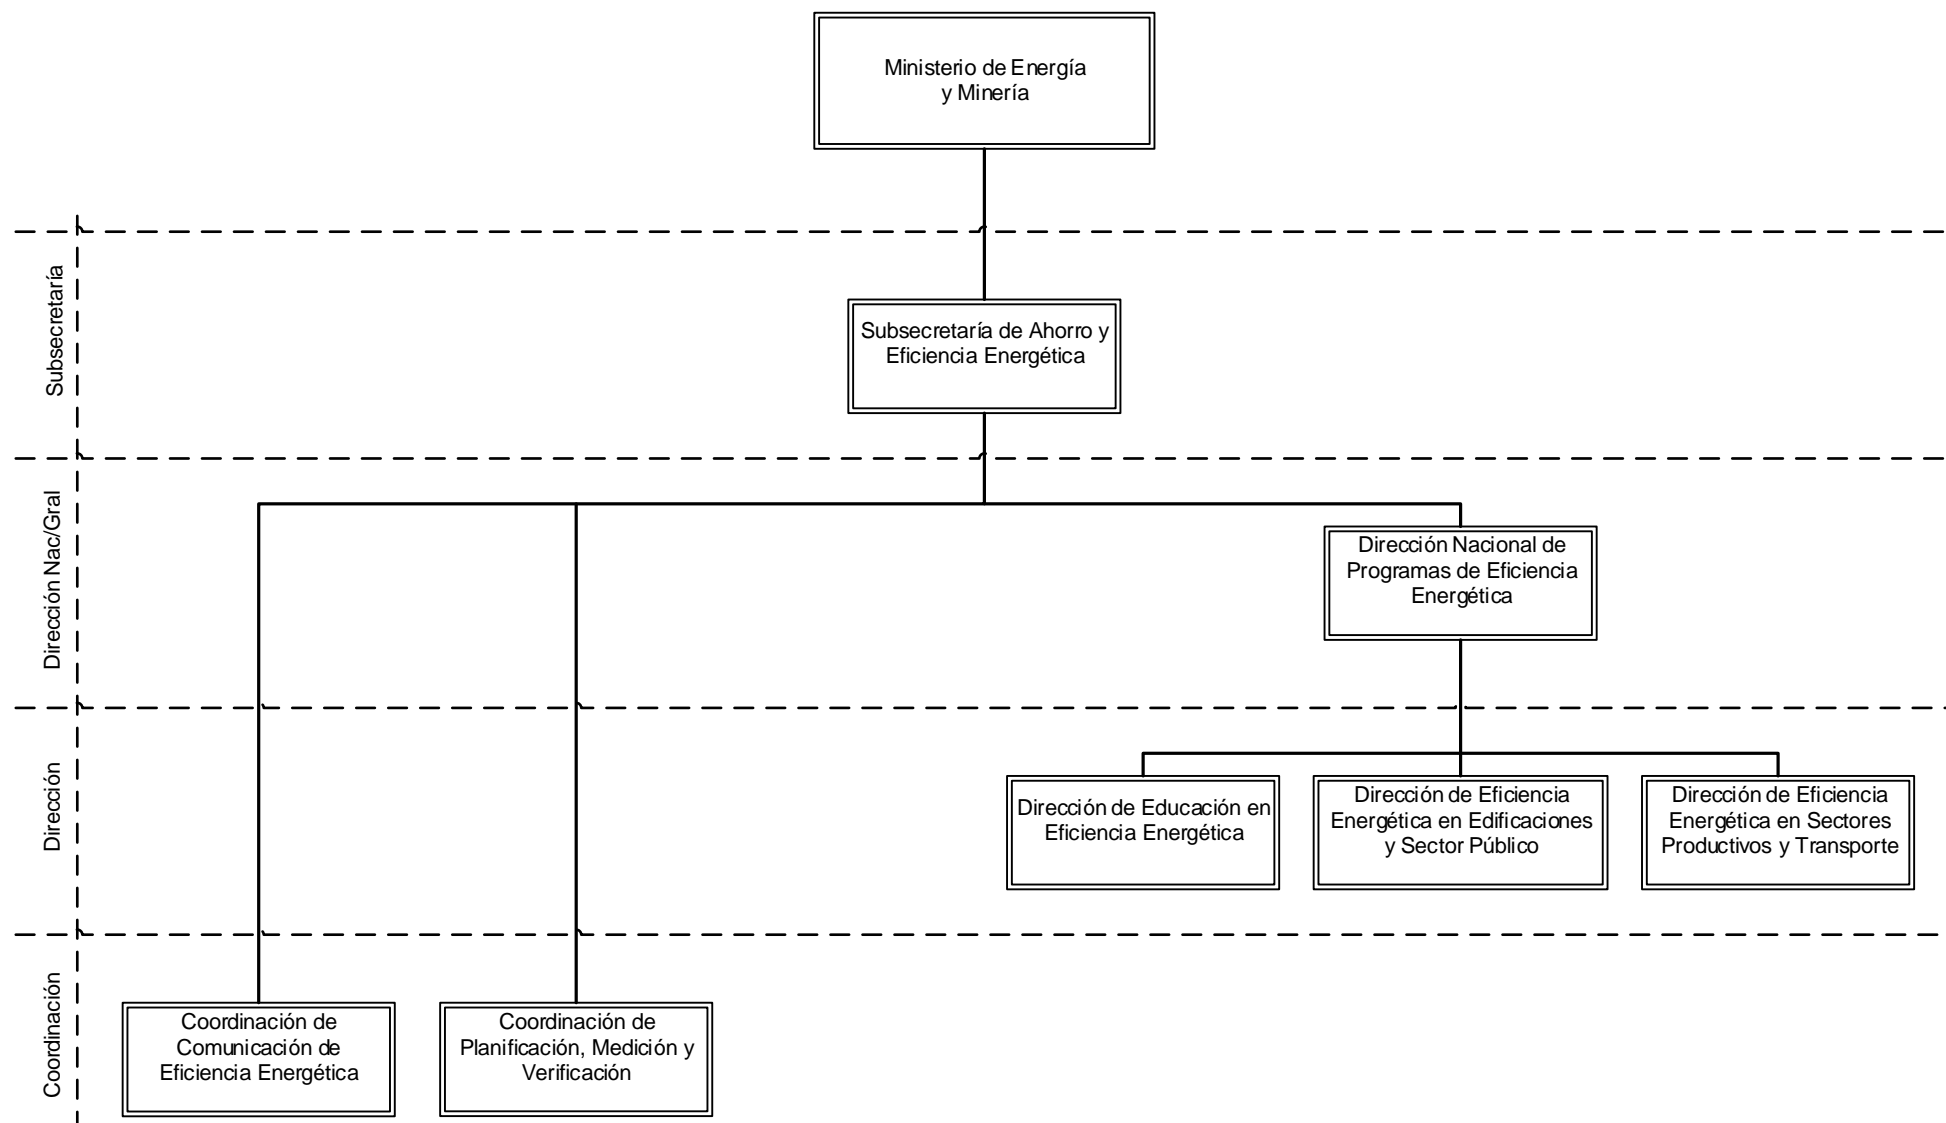 Ministerio de Energía
y Minería
Subsecretaría
Subsecretaría de Ahorro y
Eficiencia Energética
Dirección Nac/Gral
Dirección Nacional de
Programas de Eficiencia
Energética
Dirección
Dirección de Educación en
Eficiencia Energética
Dirección de Eficiencia
Energética en Edificaciones
y Sector Público
Dirección de Eficiencia
Energética en Sectores
Productivos y Transporte
Coordinación
Coordinación de
Comunicación de
Eficiencia Energética
Coordinación de
Planificación, Medición y
Verificación